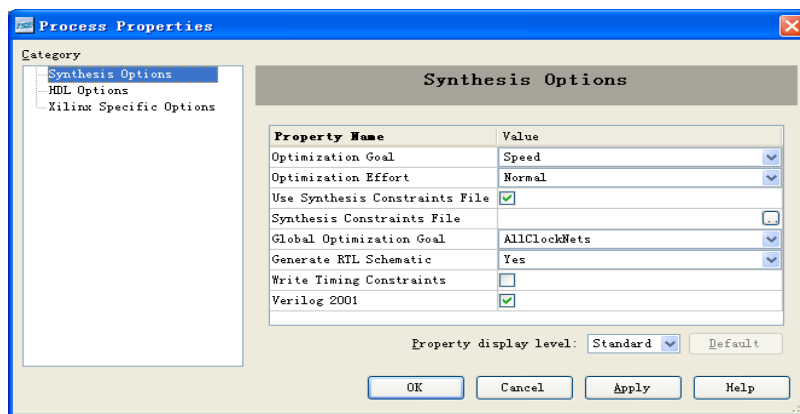 ISE Process Properties
Category
Synthesis Options
HDL Options
Xilinx Specific Options
Synthesis Options
Property Name Value
Optimization Goal Speed
Optimization Effort Normal
Use Synthesis Constraints File
Synthesis Constraints File ..
Global Optimization Goal AllClockNets
Generate RTL Schematic Yes
Write Timing Constraints
Verilog 2001
Property display level: Standard Default
OK Cancel Apply Help